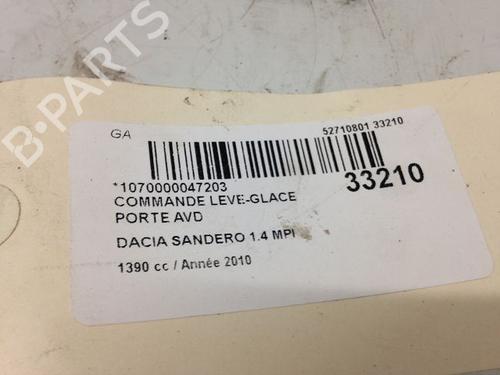 B-PARTS
GA
52710801 33210
*1070000047203
33210
COMMANDE LEVE-GLACE
PORTE AVD
DACIA SANDERO 1.4 MPI
1390 cc / Année 2010